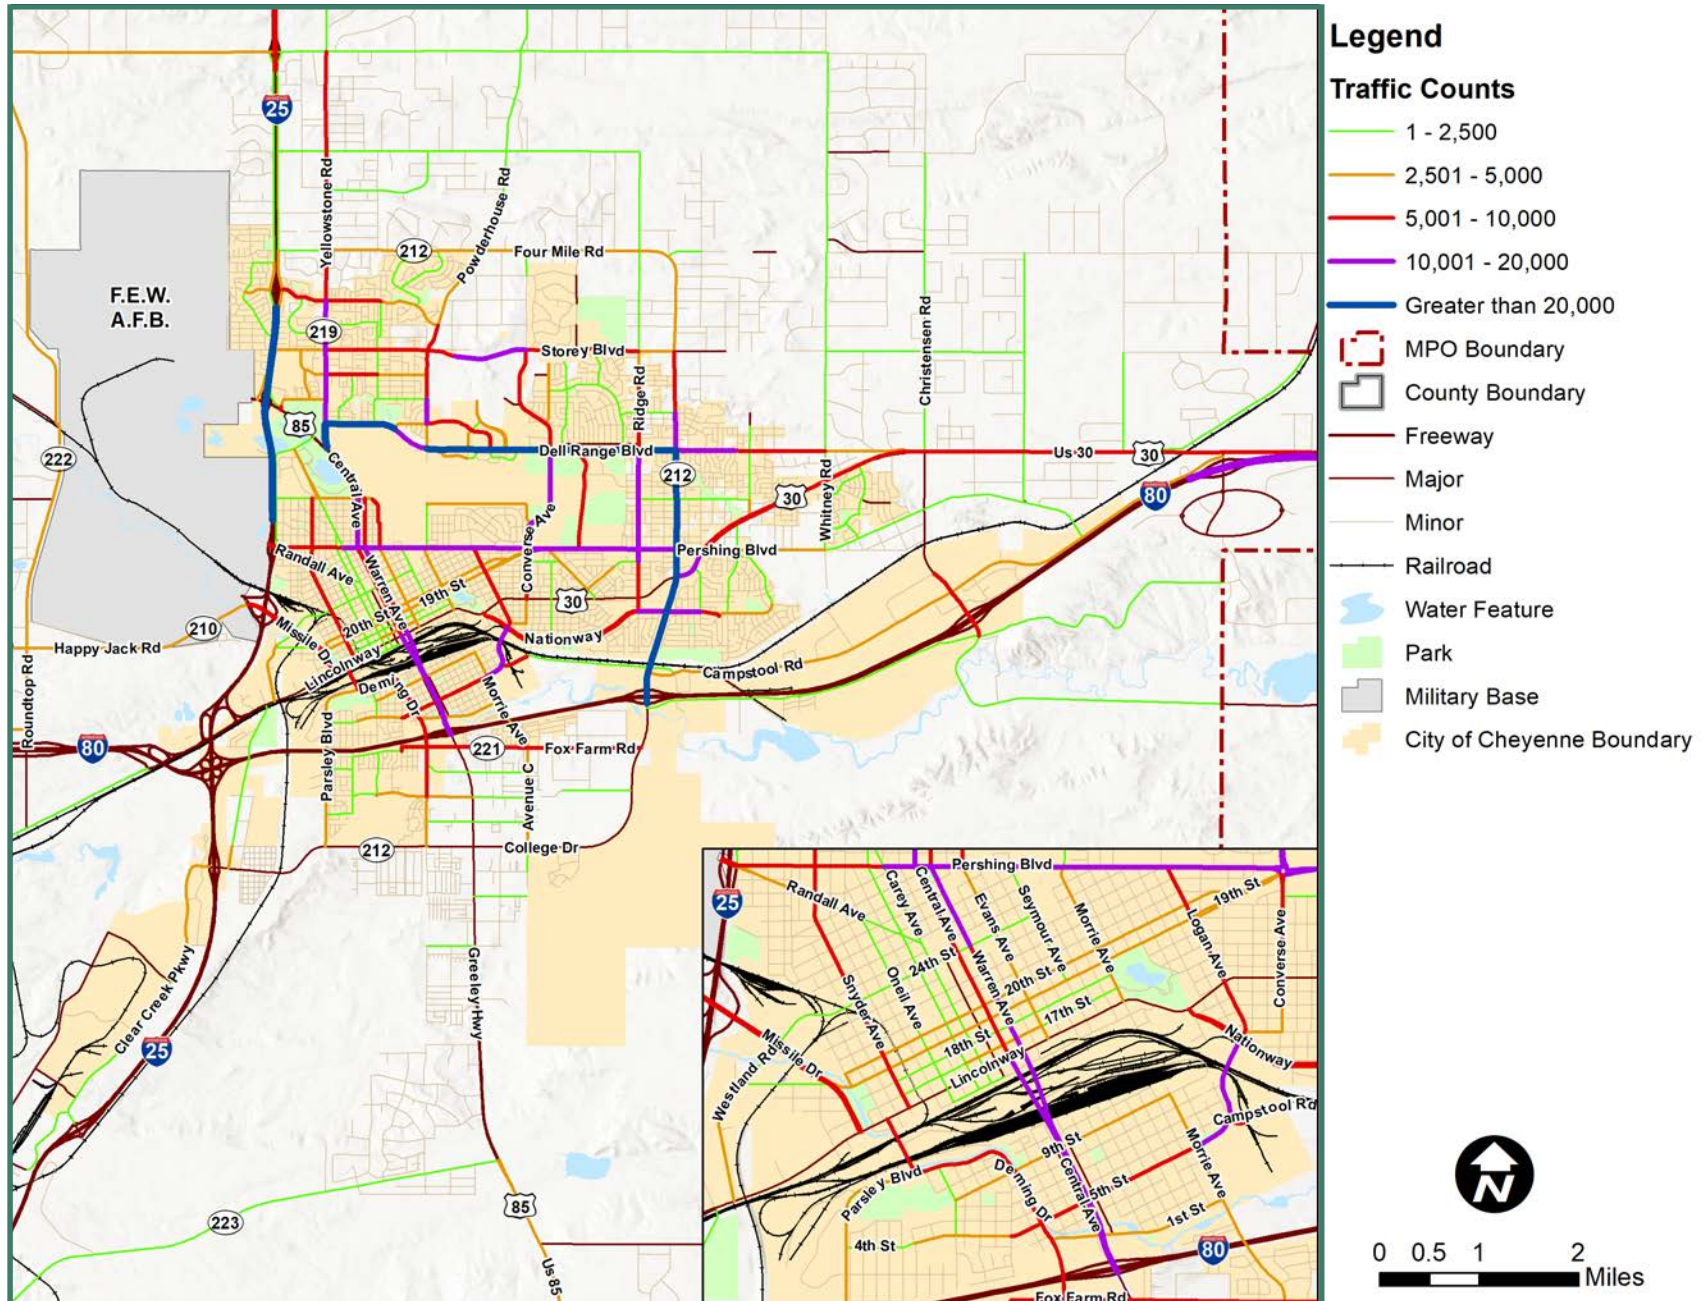 25
Yellowstone Rd
Powderhouse Rd
212
Four Mile Rd
F.E.W.
A.F.B.
219
Storey Blvd
Ridge Rd
Christensen Rd
85
222
Central Ave
Dell Range Blvd
212
Us 30
30
80
30
Whitney Rd
Converse Ave
Pershing Blvd
Randall Ave
Warren Ave
19th St
20th St
30
210
Happy Jack Rd
Missile Dr
Lincolnway
Nationway
Campstool Rd
Deming Dr
Morrie Ave
Roundtop Rd
80
Parsley Blvd
221
Fox Farm Rd
Avenue C
212
College Dr
Greeley Hwy
Clear Creek Pkwy
25
223
85
Us 85
Pershing Blvd
25
Randall Ave
Carey Ave
Central Ave
Evans Ave
Seymour Ave
Morrie Ave
19th St
Logan Ave
Converse Ave
24th St
20th St
Warren Ave
Snyder Ave
Oneil Ave
17th St
18th St
Lincolnway
Missile Dr
Westland Rd
Nationway
Campstool Rd
9th St
Parsley Blvd
Deming Dr
Central Ave
5th St
Morrie Ave
1st St
4th St
80
Fox Farm Rd
Legend
Traffic Counts
1 - 2,500
2,501 - 5,000
5,001 - 10,000
10,001 - 20,000
Greater than 20,000
MPO Boundary
County Boundary
Freeway
Major
Minor
Railroad
Water Feature
Park
Military Base
City of Cheyenne Boundary
N
0 0.5 1 2
Miles